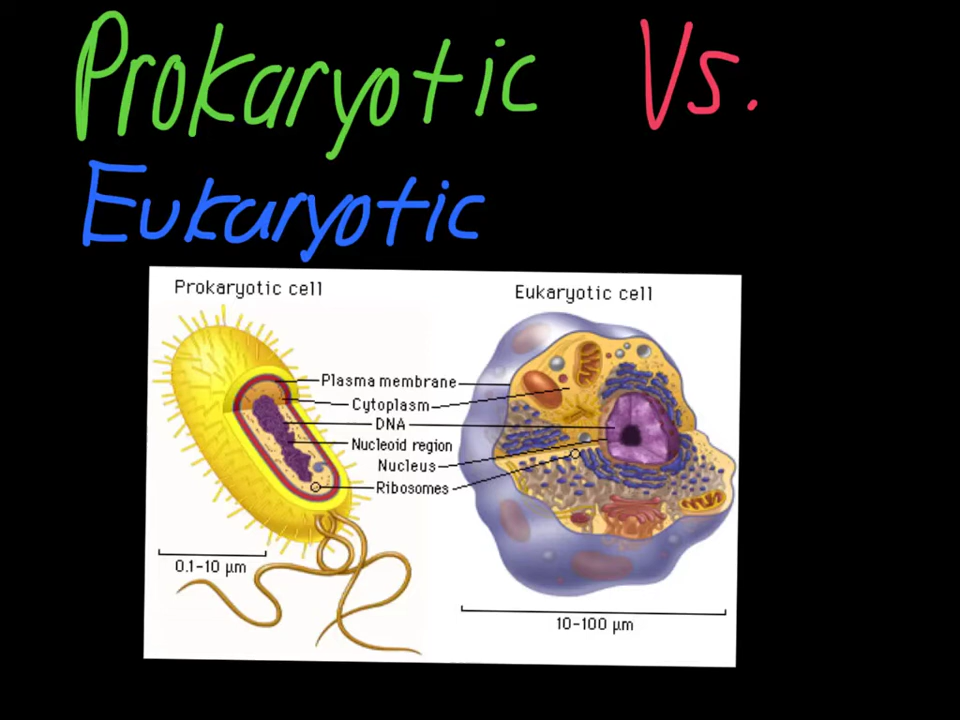 Prokaryotic Vs.
Eukaryotic
Prokaryotic cell
Eukaryotic cell
Plasma membrane
Cytoplasm
DNA
Nucleoid region
Nucleus
Ribosomes
0.1-10 µm
10-100 µm